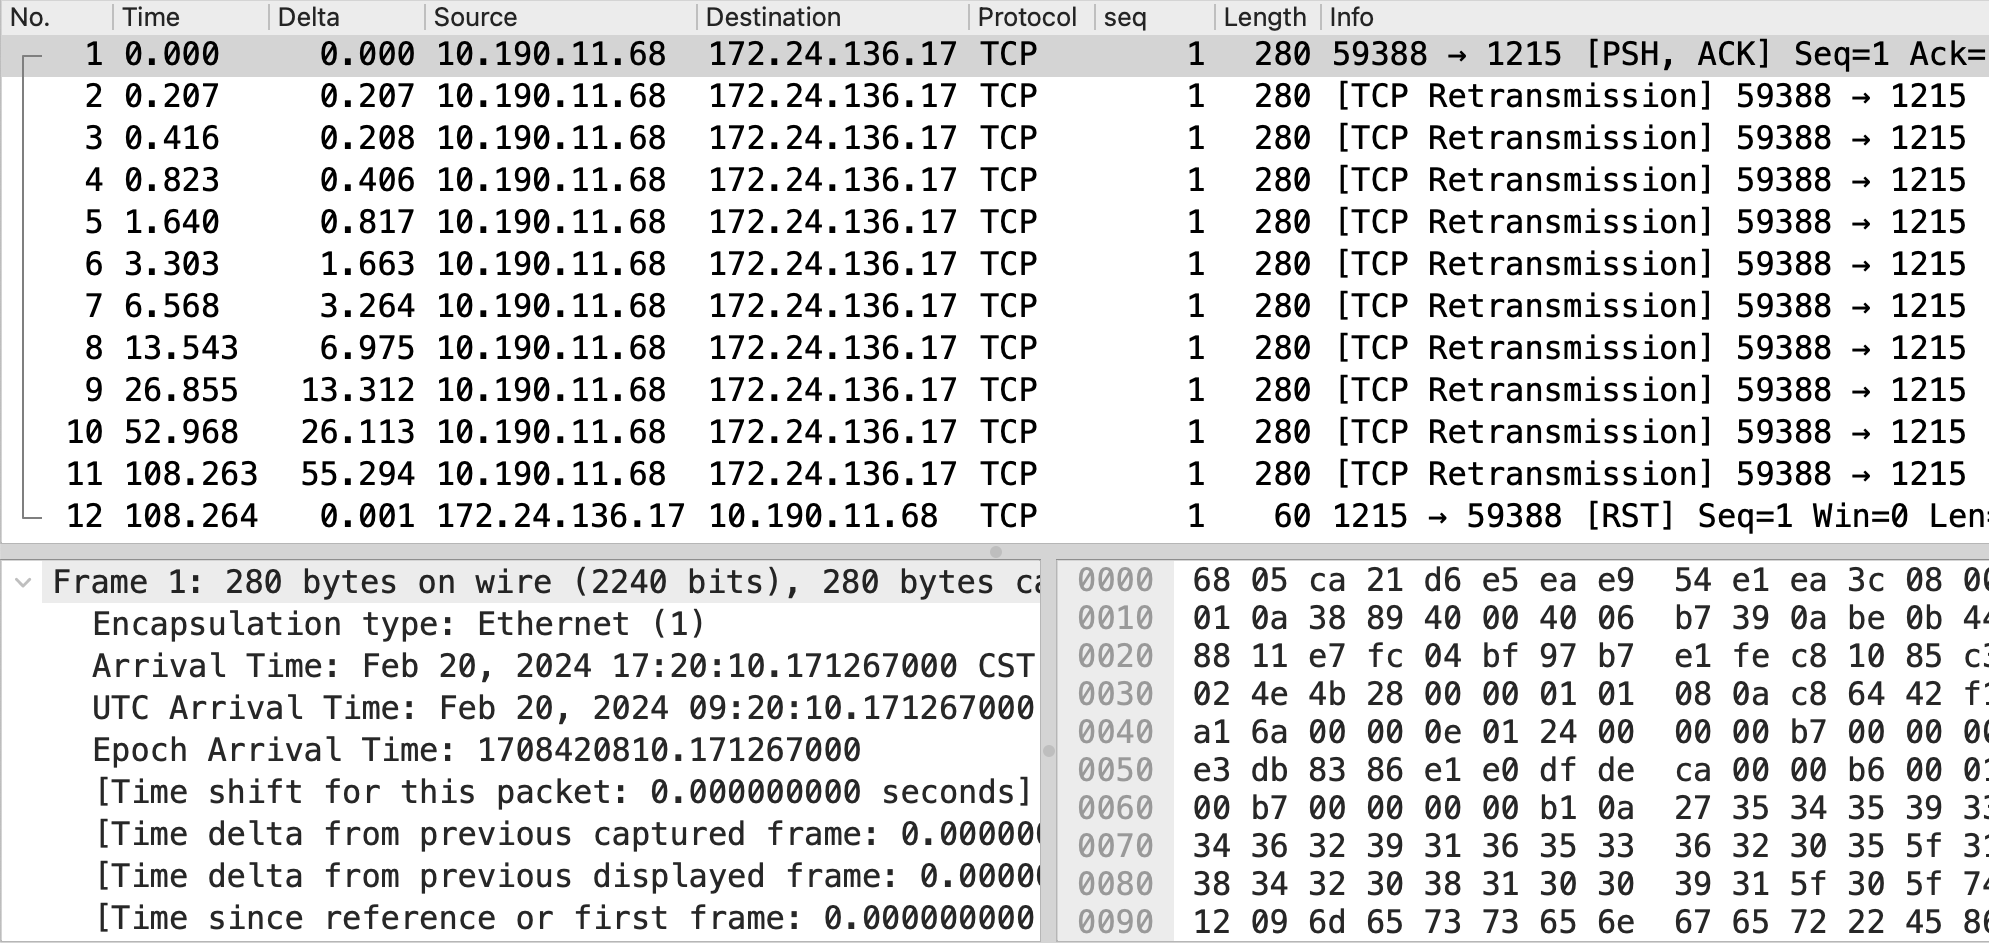 No. Time Delta Source Destination Protocol seq Length Info
1 0.000 0.000 10.190.11.68 172.24.136.17 TCP 1 280 59388 → 1215 [PSH, ACK] Seq=1 Ack=
2 0.207 0.207 10.190.11.68 172.24.136.17 TCP 1 280 [TCP Retransmission] 59388 → 1215
3 0.416 0.208 10.190.11.68 172.24.136.17 TCP 1 280 [TCP Retransmission] 59388 → 1215
4 0.823 0.406 10.190.11.68 172.24.136.17 TCP 1 280 [TCP Retransmission] 59388 → 1215
5 1.640 0.817 10.190.11.68 172.24.136.17 TCP 1 280 [TCP Retransmission] 59388 → 1215
6 3.303 1.663 10.190.11.68 172.24.136.17 TCP 1 280 [TCP Retransmission] 59388 → 1215
7 6.568 3.264 10.190.11.68 172.24.136.17 TCP 1 280 [TCP Retransmission] 59388 → 1215
8 13.543 6.975 10.190.11.68 172.24.136.17 TCP 1 280 [TCP Retransmission] 59388 → 1215
9 26.855 13.312 10.190.11.68 172.24.136.17 TCP 1 280 [TCP Retransmission] 59388 → 1215
10 52.968 26.113 10.190.11.68 172.24.136.17 TCP 1 280 [TCP Retransmission] 59388 → 1215
11 108.263 55.294 10.190.11.68 172.24.136.17 TCP 1 280 [TCP Retransmission] 59388 → 1215
12 108.264 0.001 172.24.136.17 10.190.11.68 TCP 1 60 1215 → 59388 [RST] Seq=1 Win=0 Len=
Frame 1: 280 bytes on wire (2240 bits), 280 bytes ca
Encapsulation type: Ethernet (1)
Arrival Time: Feb 20, 2024 17:20:10.171267000 CST
UTC Arrival Time: Feb 20, 2024 09:20:10.171267000
Epoch Arrival Time: 1708420810.171267000
[Time shift for this packet: 0.000000000 seconds]
[Time delta from previous captured frame: 0.000000
[Time delta from previous displayed frame: 0.00000
[Time since reference or first frame: 0.000000000
0000 68 05 ca 21 d6 e5 ea e9 54 e1 ea 3c 08 00
0010 01 0a 38 89 40 00 40 06 b7 39 0a be 0b 44
0020 88 11 e7 fc 04 bf 97 b7 e1 fe c8 10 85 c3
0030 02 4e 4b 28 00 00 01 01 08 0a c8 64 42 f1
0040 a1 6a 00 00 0e 01 24 00 00 00 b7 00 00 00
0050 e3 db 83 86 e1 e0 df de ca 00 00 b6 00 01
0060 00 b7 00 00 00 00 b1 0a 27 35 34 35 39 33
0070 34 36 32 39 31 36 35 33 36 32 30 35 5f 31
0080 38 34 32 30 38 31 30 30 39 31 5f 30 5f 74
0090 12 09 6d 65 73 73 65 6e 67 65 72 22 45 86